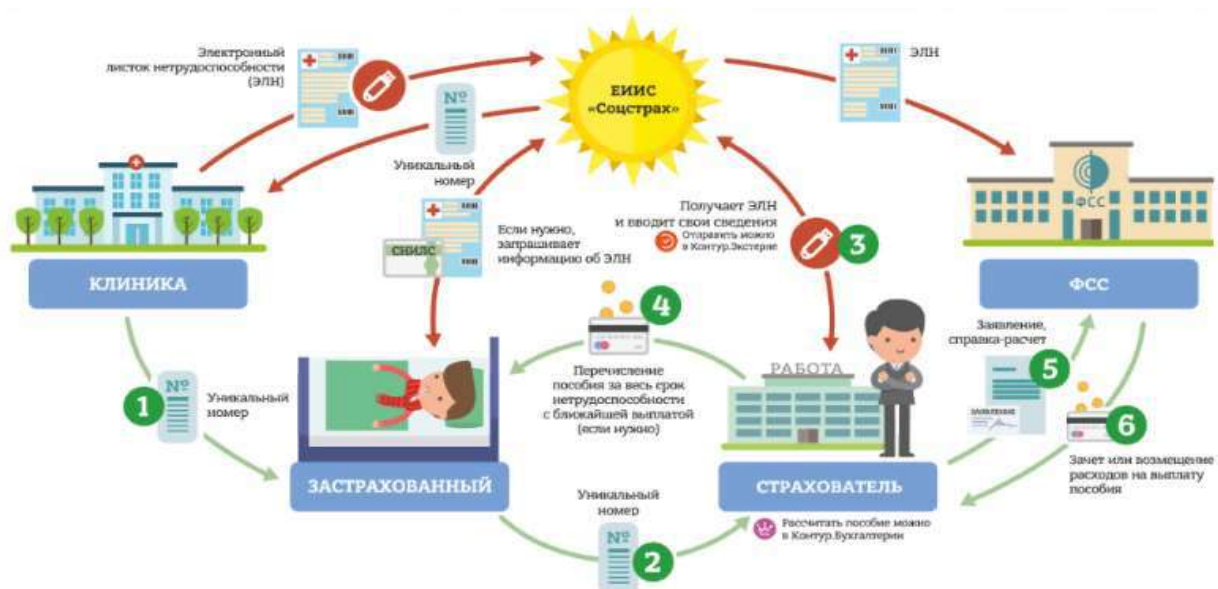 Электронный
листок нетрудоспособности
(ЭЛН)
№
Уникальный
номер
ЕИИС
«Соцстрах»
ЭЛН
ФСС
КЛИНИКА
СНИЛС
Если нужно,
запрашивает
информацию об ЭЛН
Получает ЭЛН
и вводит свои сведения
Отправить можно
в Контур.Экстерне
3
ФСС
1
№
Уникальный
номер
4
Перечисление
пособия за весь срок
нетрудоспособности
с ближайшей выплатой
(если нужно)
РАБОТА
Заявление,
справка-расчет
5
ЗАЯВЛЕНИЕ
6
Зачет или возмещение
расходов на выплату
пособия
ЗАСТРАХОВАННЫЙ
СТРАХОВАТЕЛЬ
Уникальный
номер
№
2
Рассчитать пособие можно
в Контур.Бухгалтерии